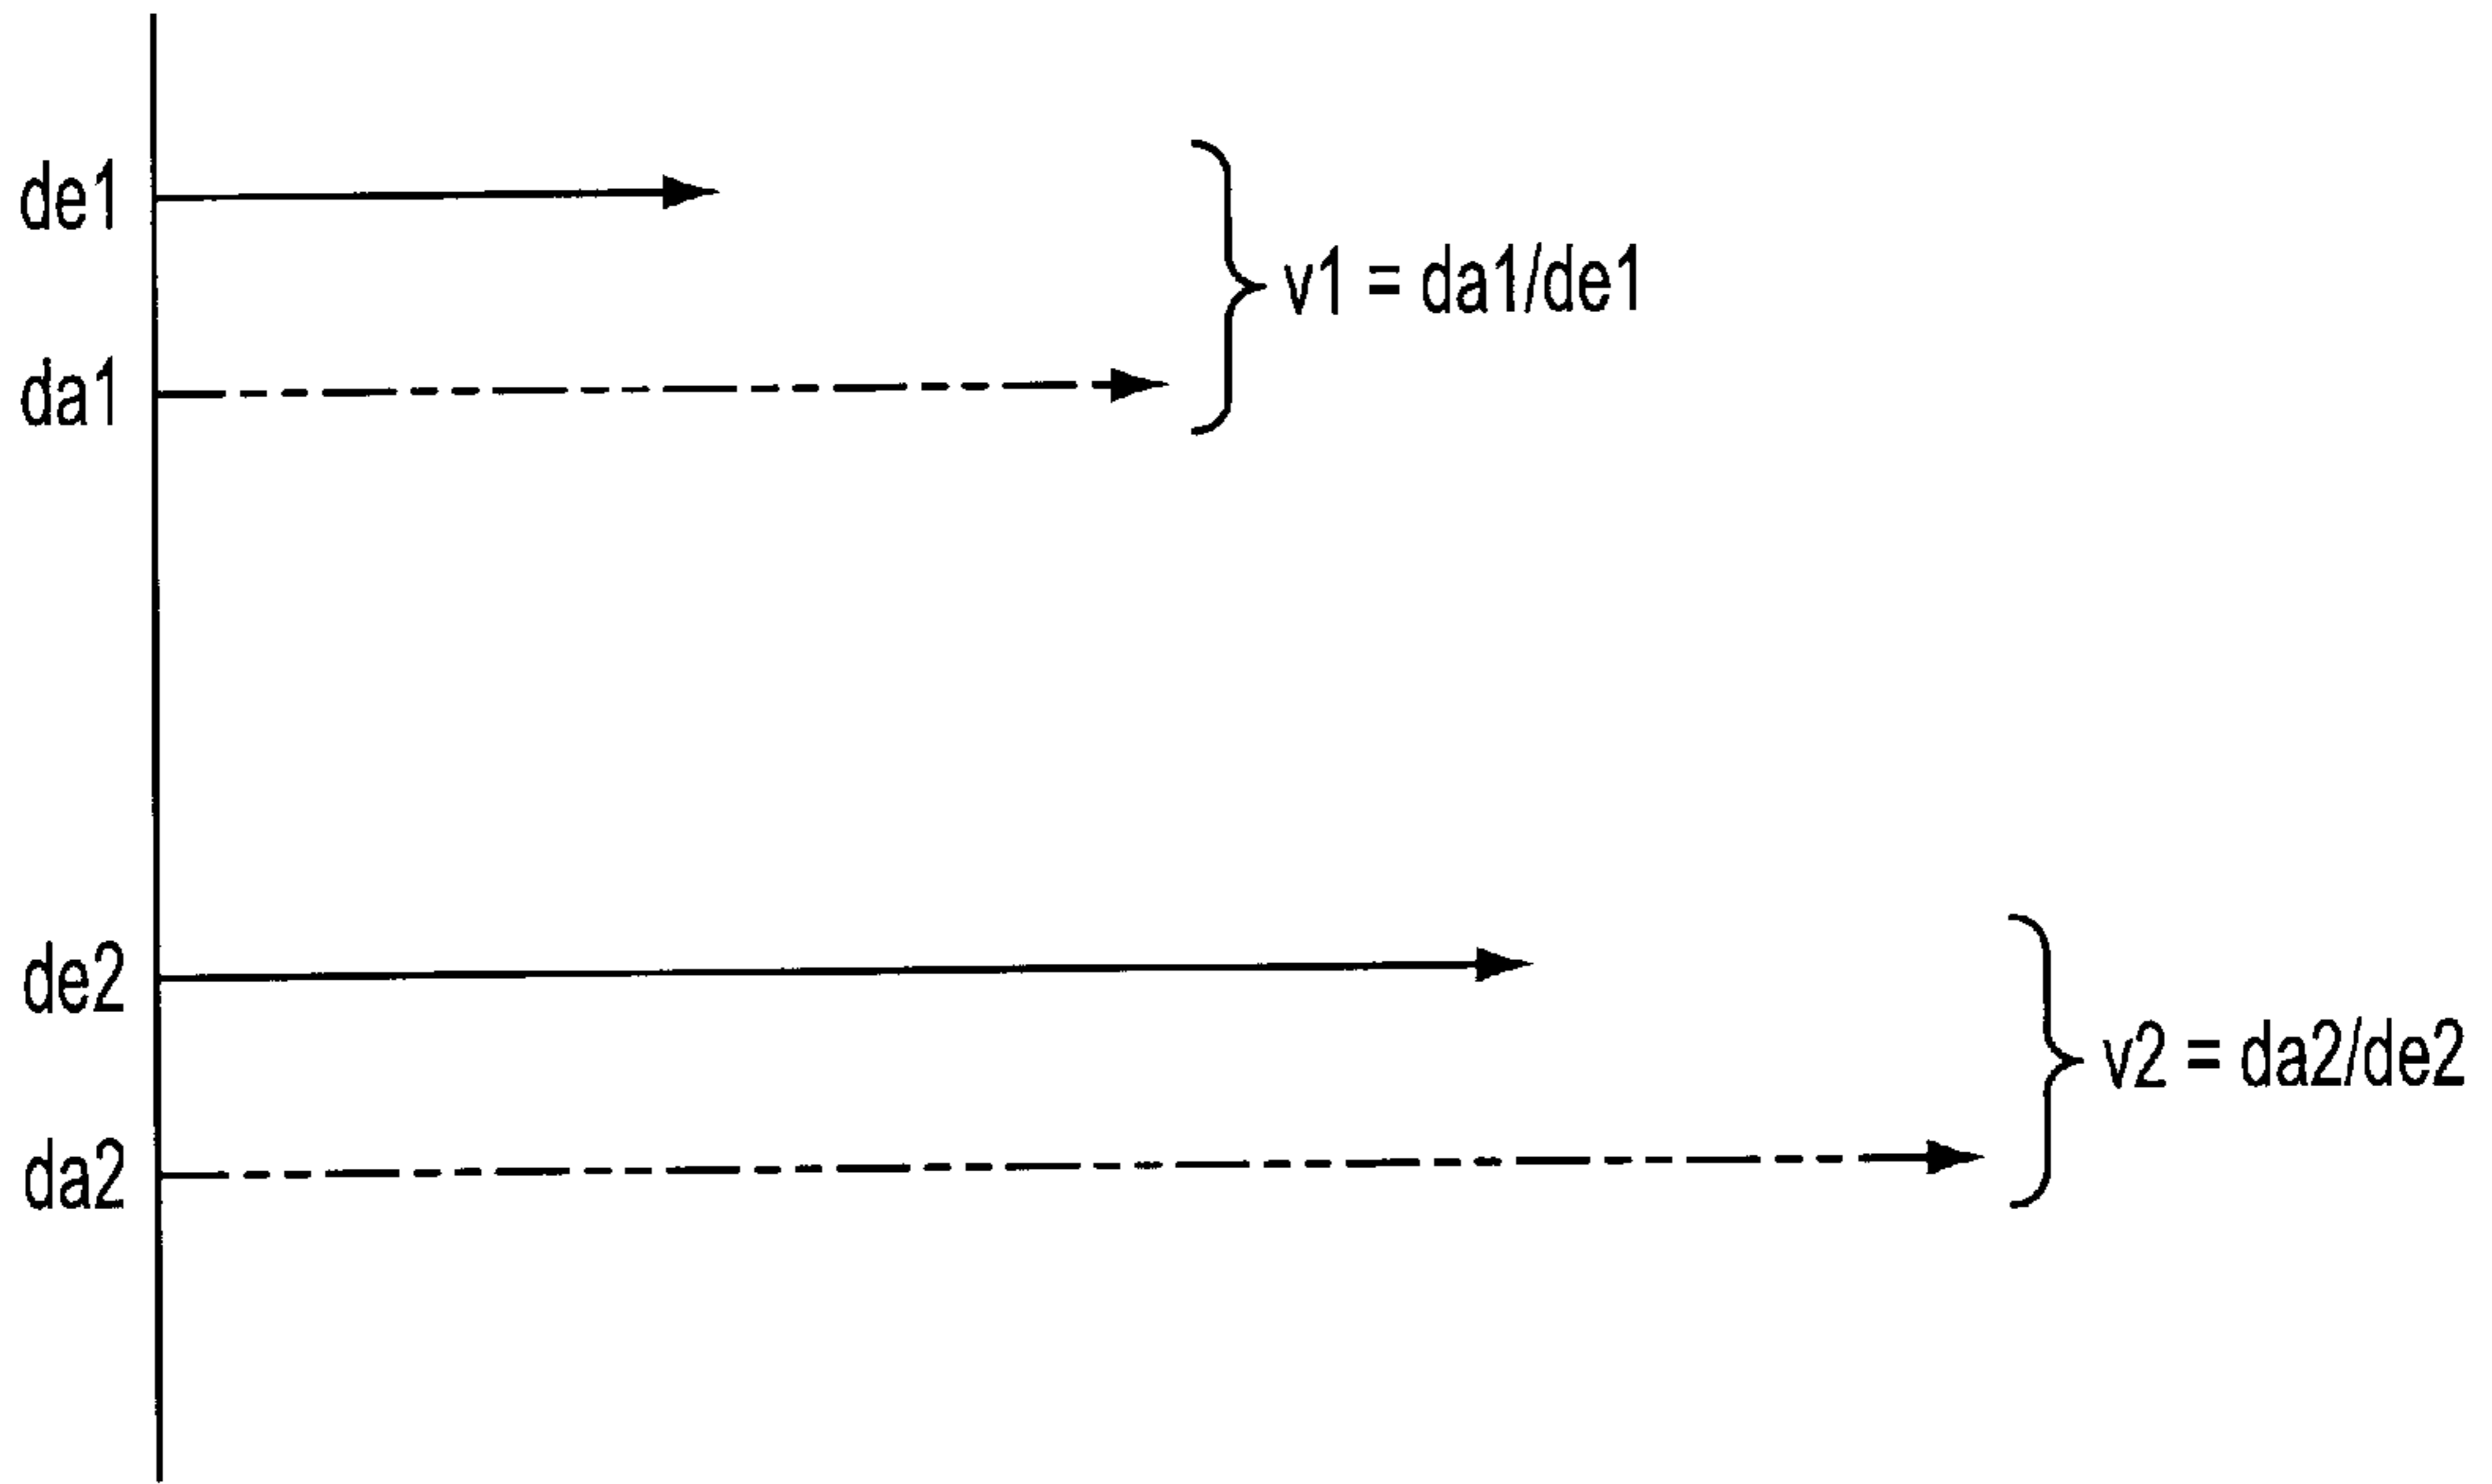 de1
v1 = da1/de1
da1
de2
v2 = da2/de2
da2